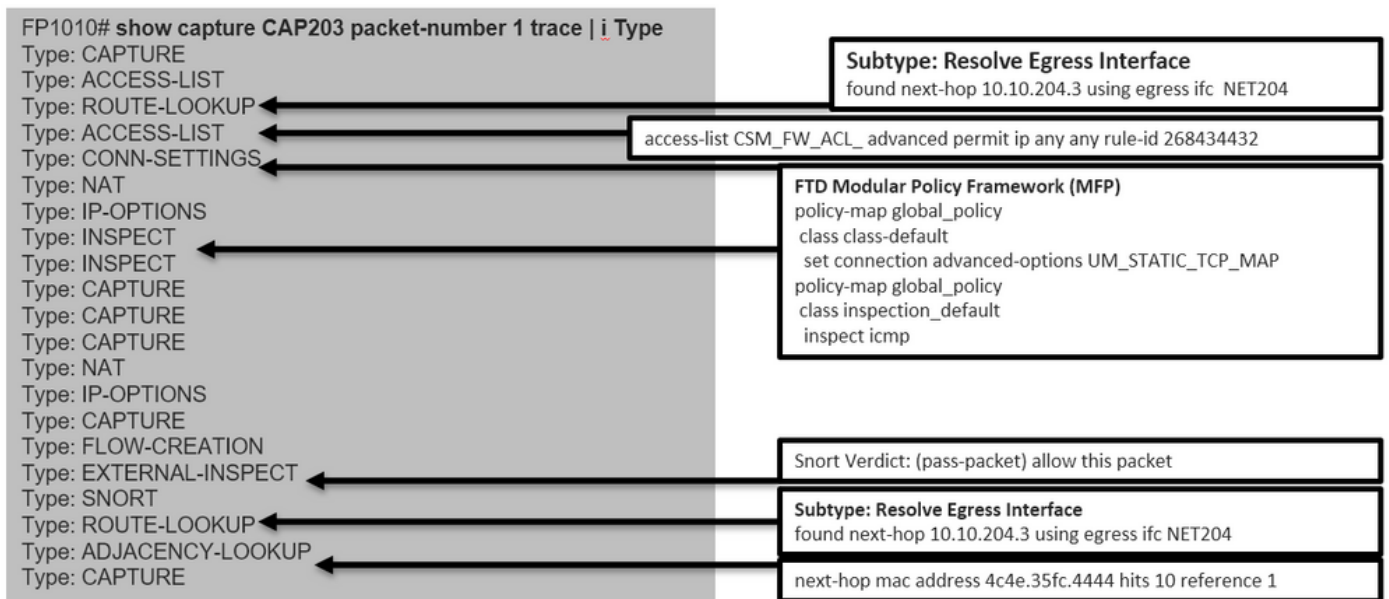 FP1010# show capture CAP203 packet-number 1 trace | i Type
Type: CAPTURE
Type: ACCESS-LIST
Type: ROUTE-LOOKUP
Type: ACCESS-LIST
Type: CONN-SETTINGS
Type: NAT
Type: IP-OPTIONS
Type: INSPECT
Type: INSPECT
Type: CAPTURE
Type: CAPTURE
Type: CAPTURE
Type: NAT
Type: IP-OPTIONS
Type: CAPTURE
Type: FLOW-CREATION
Type: EXTERNAL-INSPECT
Type: SNORT
Type: ROUTE-LOOKUP
Type: ADJACENCY-LOOKUP
Type: CAPTURE
Subtype: Resolve Egress Interface
found next-hop 10.10.204.3 using egress ifc NET204
access-list CSM_FW_ACL_ advanced permit ip any any rule-id 268434432
FTD Modular Policy Framework (MFP)
policy-map global_policy
class class-default
set connection advanced-options UM_STATIC_TCP_MAP
policy-map global_policy
class inspection_default
inspect icmp
Snort Verdict: (pass-packet) allow this packet
Subtype: Resolve Egress Interface
found next-hop 10.10.204.3 using egress ifc NET204
next-hop mac address 4c4e.35fc.4444 hits 10 reference 1